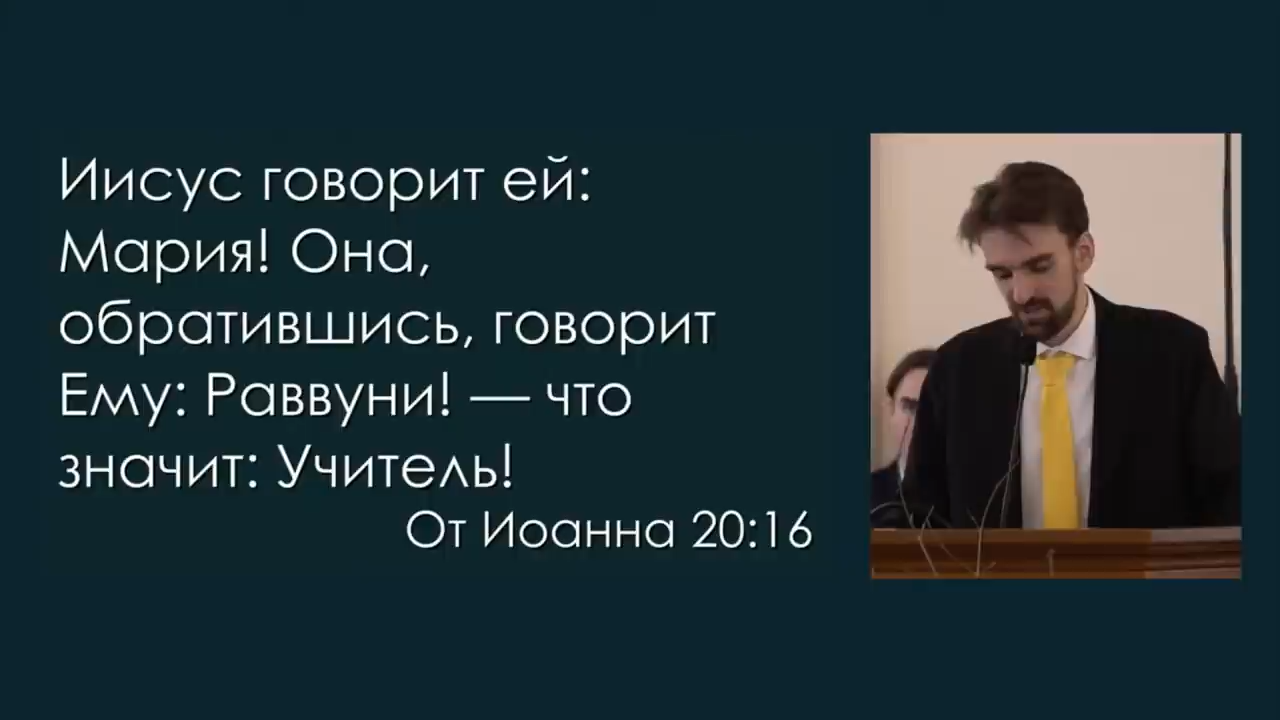 Иисус говорит ей:
Мария! Она,
обратившись, говорит
Ему: Раввуни! — что
значит: Учитель!
От Иоанна 20:16